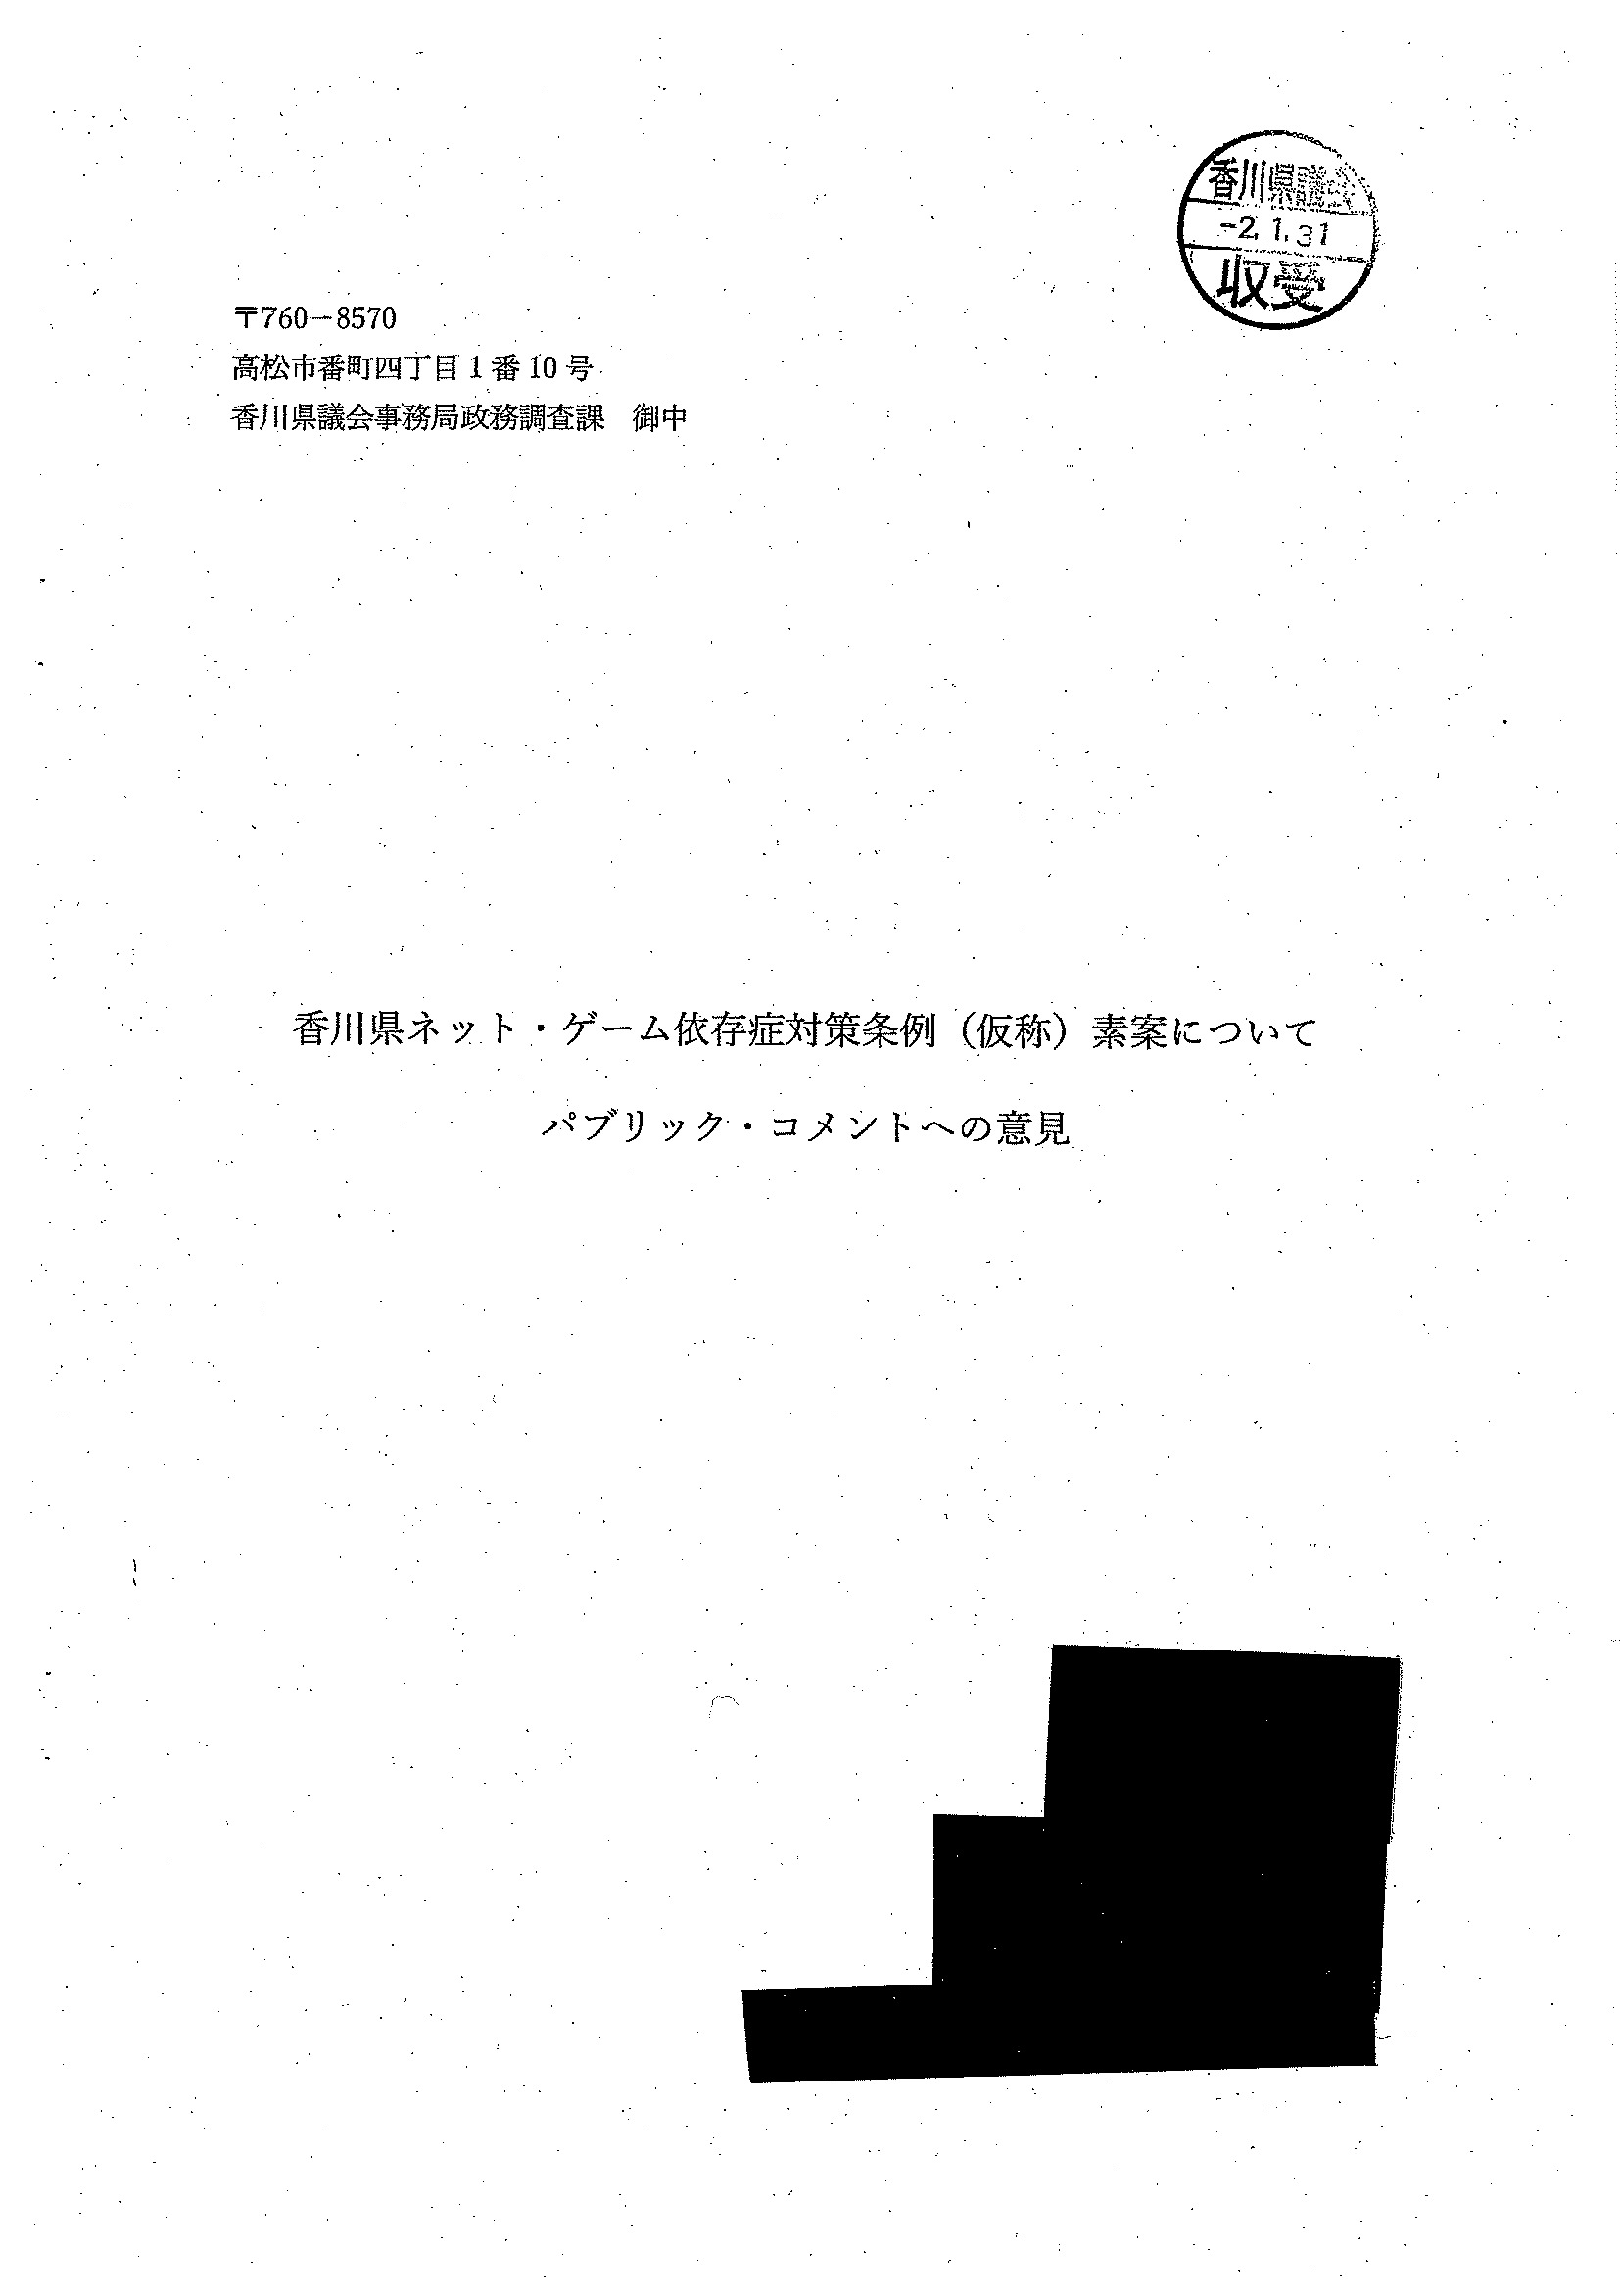 香川県議会
-2.1.31
収受
〒760-8570
高松市番町四丁目1番10号
香川県議会事務局政務調査課　御中
香川県ネット・ゲーム依存症対策条例（仮称）素案について
パブリック・コメントへの意見